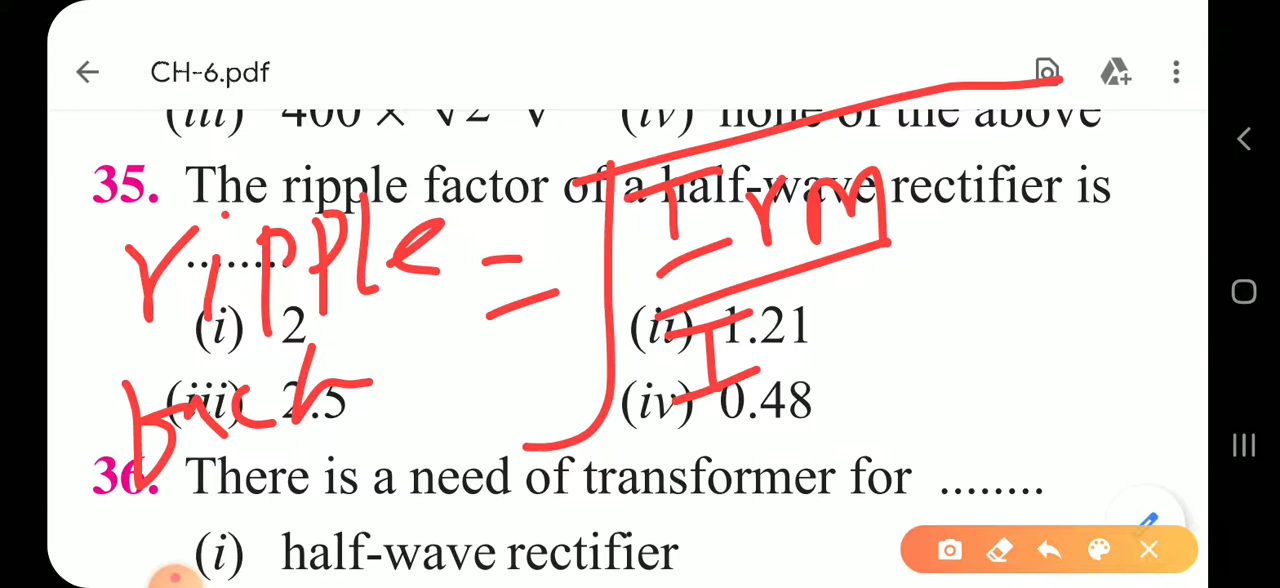 CH-6.pdf
(iii) 400 × √2 V (iv) none of the above
35. The ripple factor of a half-wave rectifier is
ripple = I rm
........
(i) 2 (ii) 1.21
I
(iii) 2.5 (iv) 0.48
36. There is a need of transformer for ........
(i) half-wave rectifier